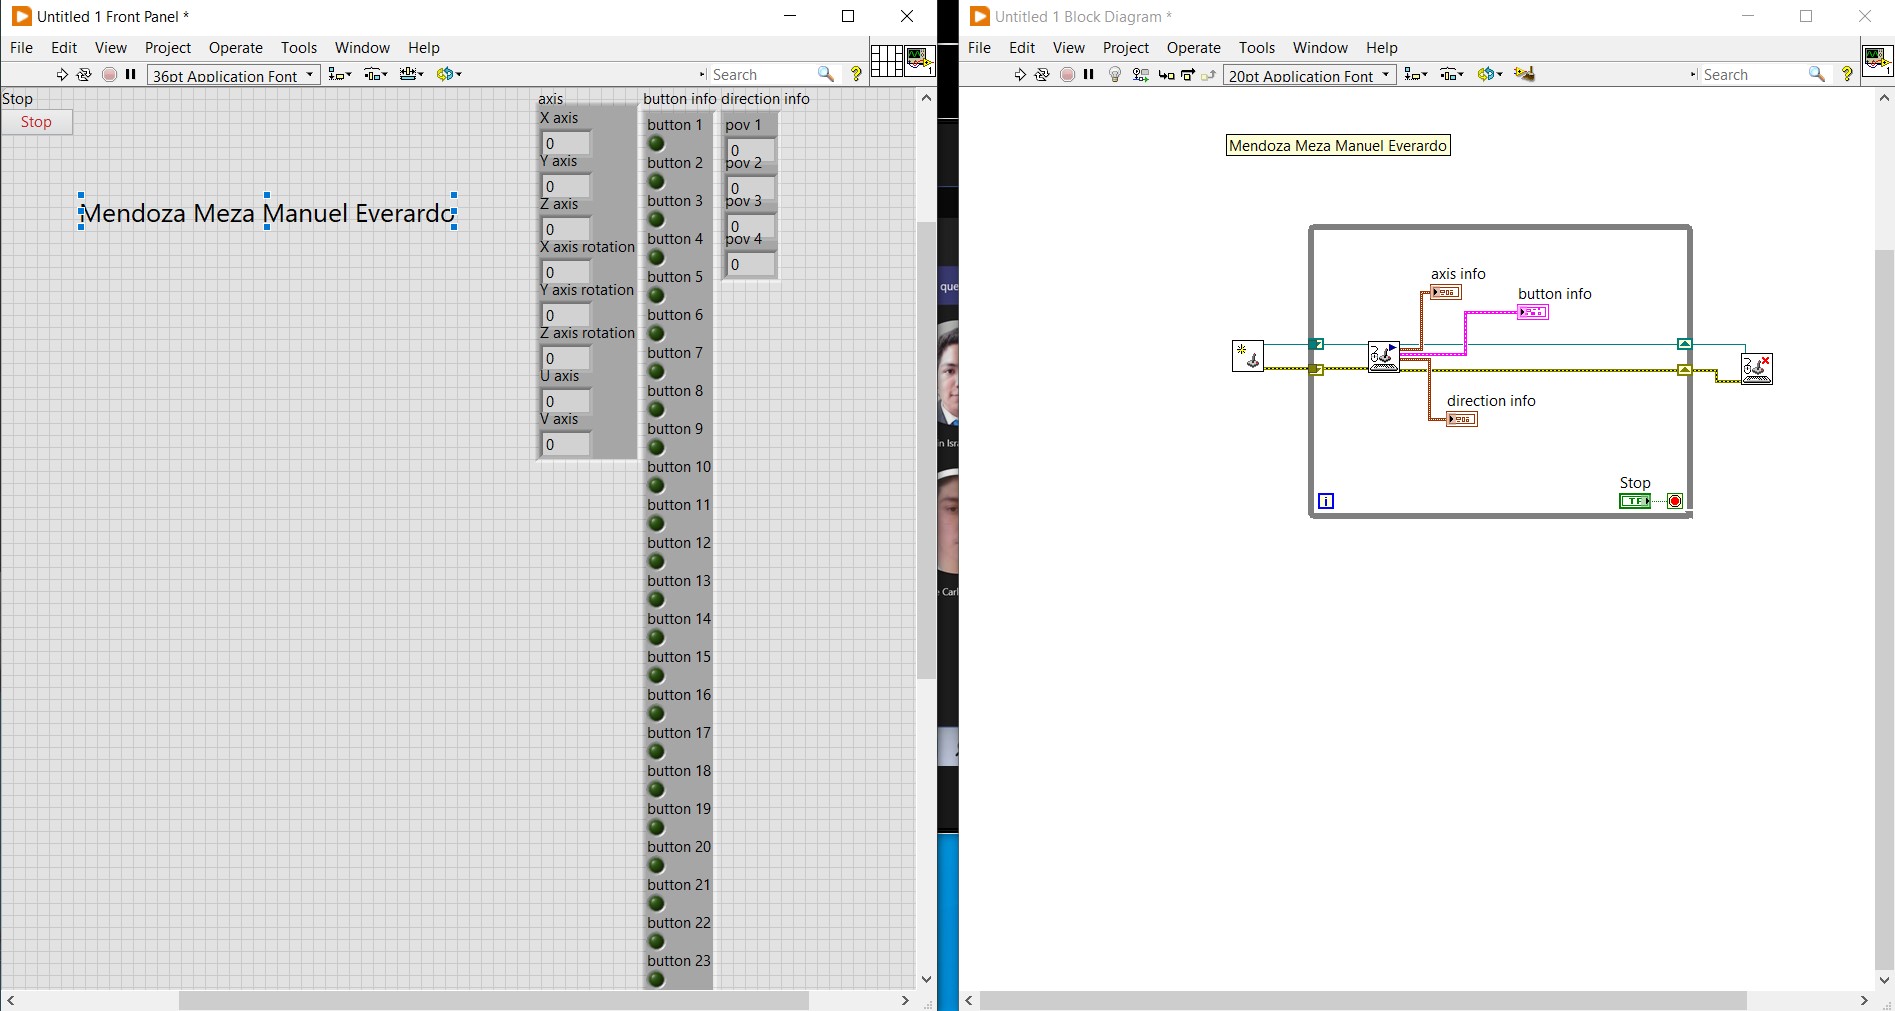 Untitled 1 Front Panel *
File Edit View Project Operate Tools Window Help
36pt Application Font
Search
1
Stop
Stop
Mendoza Meza Manuel Everardo
axis
X axis
0
Y axis
0
Z axis
0
X axis rotation
0
Y axis rotation
0
Z axis rotation
0
U axis
0
V axis
0
button info
button 1
button 2
button 3
button 4
button 5
button 6
button 7
button 8
button 9
button 10
button 11
button 12
button 13
button 14
button 15
button 16
button 17
button 18
button 19
button 20
button 21
button 22
button 23
direction info
pov 1
0
pov 2
0
pov 3
0
pov 4
0
que
in Isra
Carl
Untitled 1 Block Diagram *
File Edit View Project Operate Tools Window Help
20pt Application Font
Search
1
Mendoza Meza Manuel Everardo
axis info
button info
direction info
Stop
TF
i